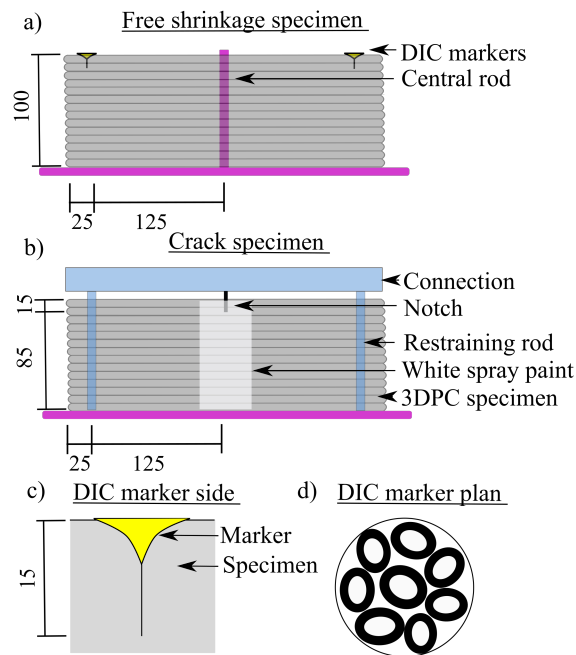 a)
Free shrinkage specimen
DIC markers
Central rod
100
25
125
b)
Crack specimen
Connection
15
Notch
Restraining rod
85
White spray paint
3DPC specimen
25
125
c)
DIC marker side
d)
DIC marker plan
Marker
15
Specimen